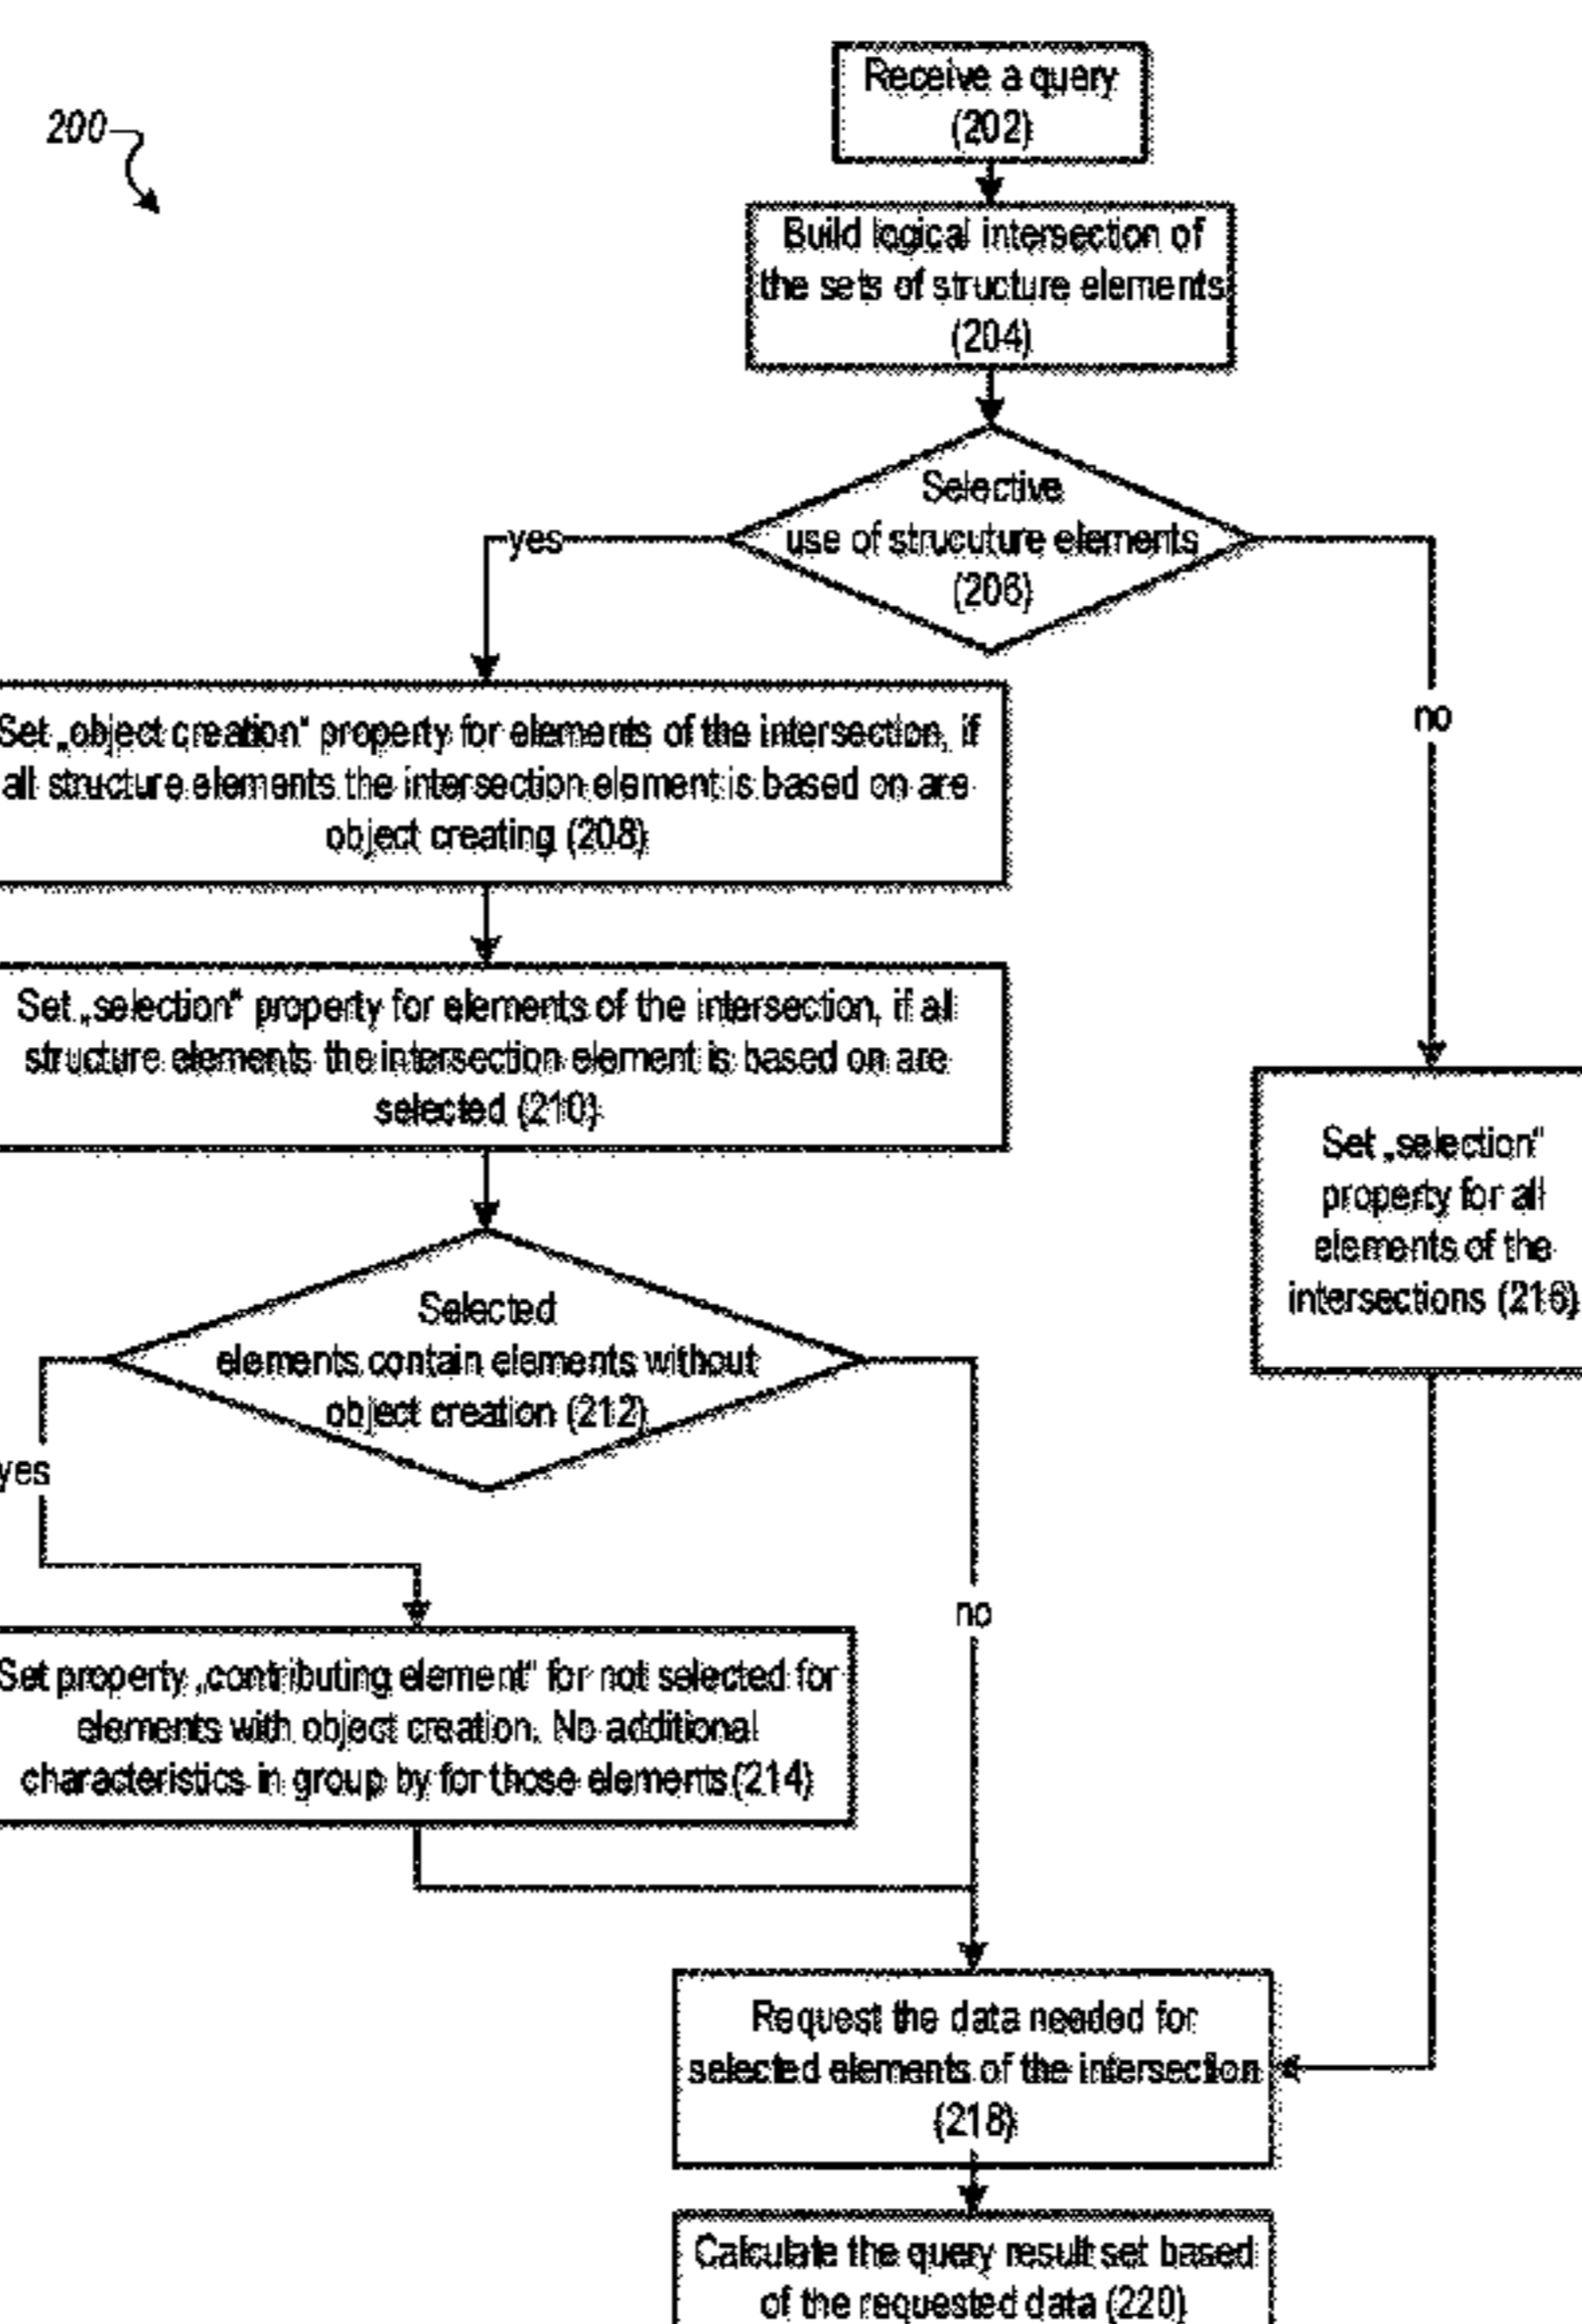 200
Receive a query
(202)
Build logical intersection of
the sets of structure elements
(204)
Selective
use of strucuture elements
(206)
yes
no
Set „object creation“ property for elements of the intersection, if
all structure elements the intersection element is based on are
object creating (208)
Set „selection“ property for elements of the intersection, if all
structure elements the intersection element is based on are
selected (210)
Set „selection“
property for all
elements of the
intersections (216)
Selected
elements contain elements without
object creation (212)
yes
no
Set property „contributing element“ for not selected for
elements with object creation. No additional
characteristics in group by for those elements(214)
Request the data needed for
selected elements of the intersection
(218)
Calculate the query result set based
of the requested data (220)